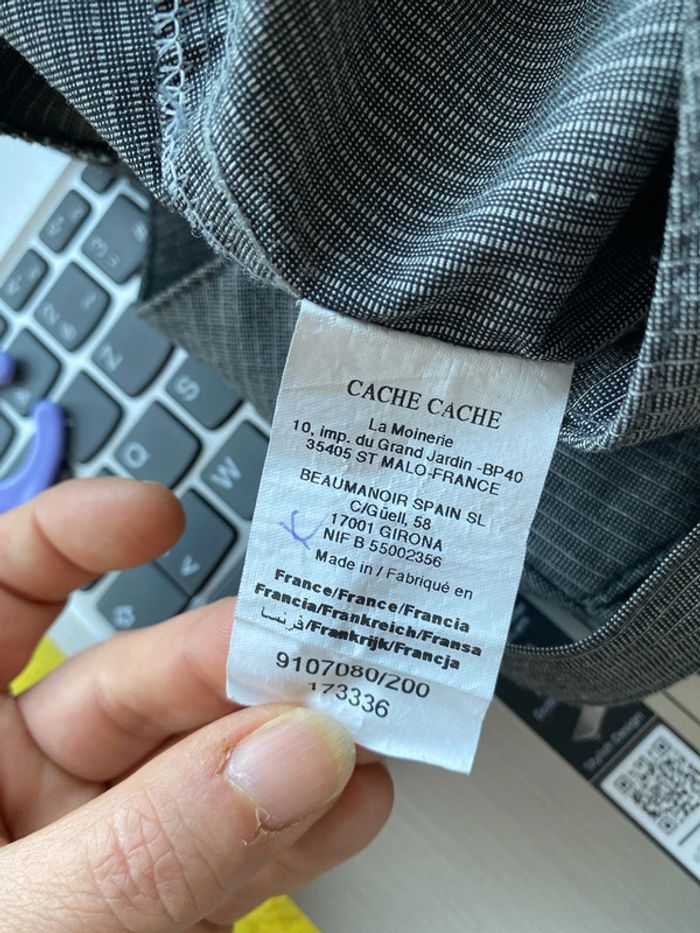 CACHE CACHE
La Moinerie
10, imp. du Grand Jardin -BP40
35405 ST MALO-FRANCE
BEAUMANOIR SPAIN SL
C/Güell, 58
17001 GIRONA
NIF B 55002356
Made in / Fabriqué en
France/France/Francia
Francia/Frankreich/Fransa
فرنسا/Frankrijk/Francja
9107080/200
173336
S
Z
W
Q
V
Stylish Design